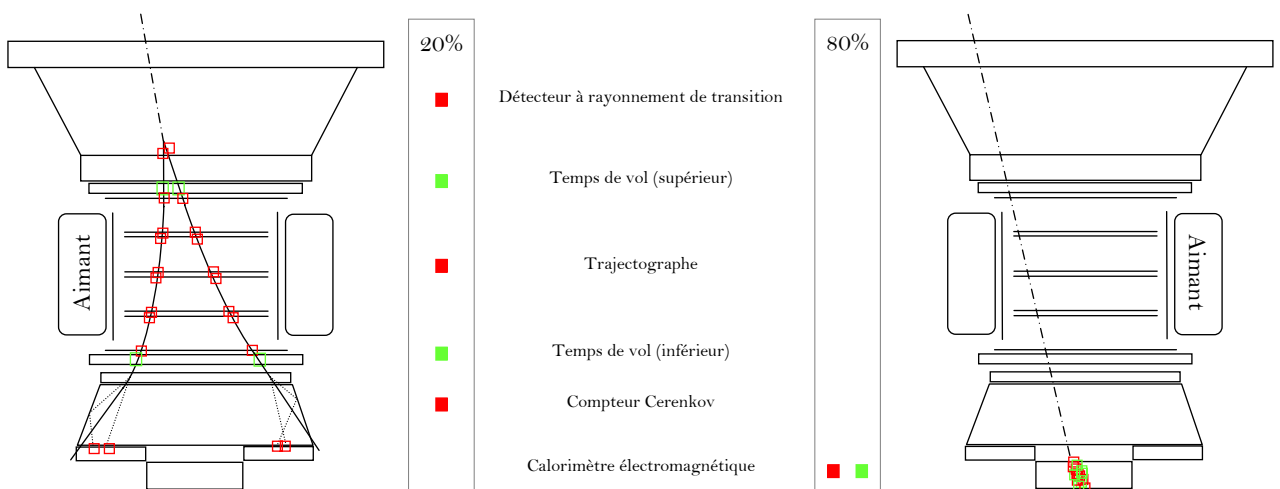 20%
80%
Détecteur à rayonnement de transition
Temps de vol (supérieur)
Aimant
Trajectographe
Aimant
Temps de vol (inférieur)
Compteur Cerenkov
Calorimètre électromagnétique